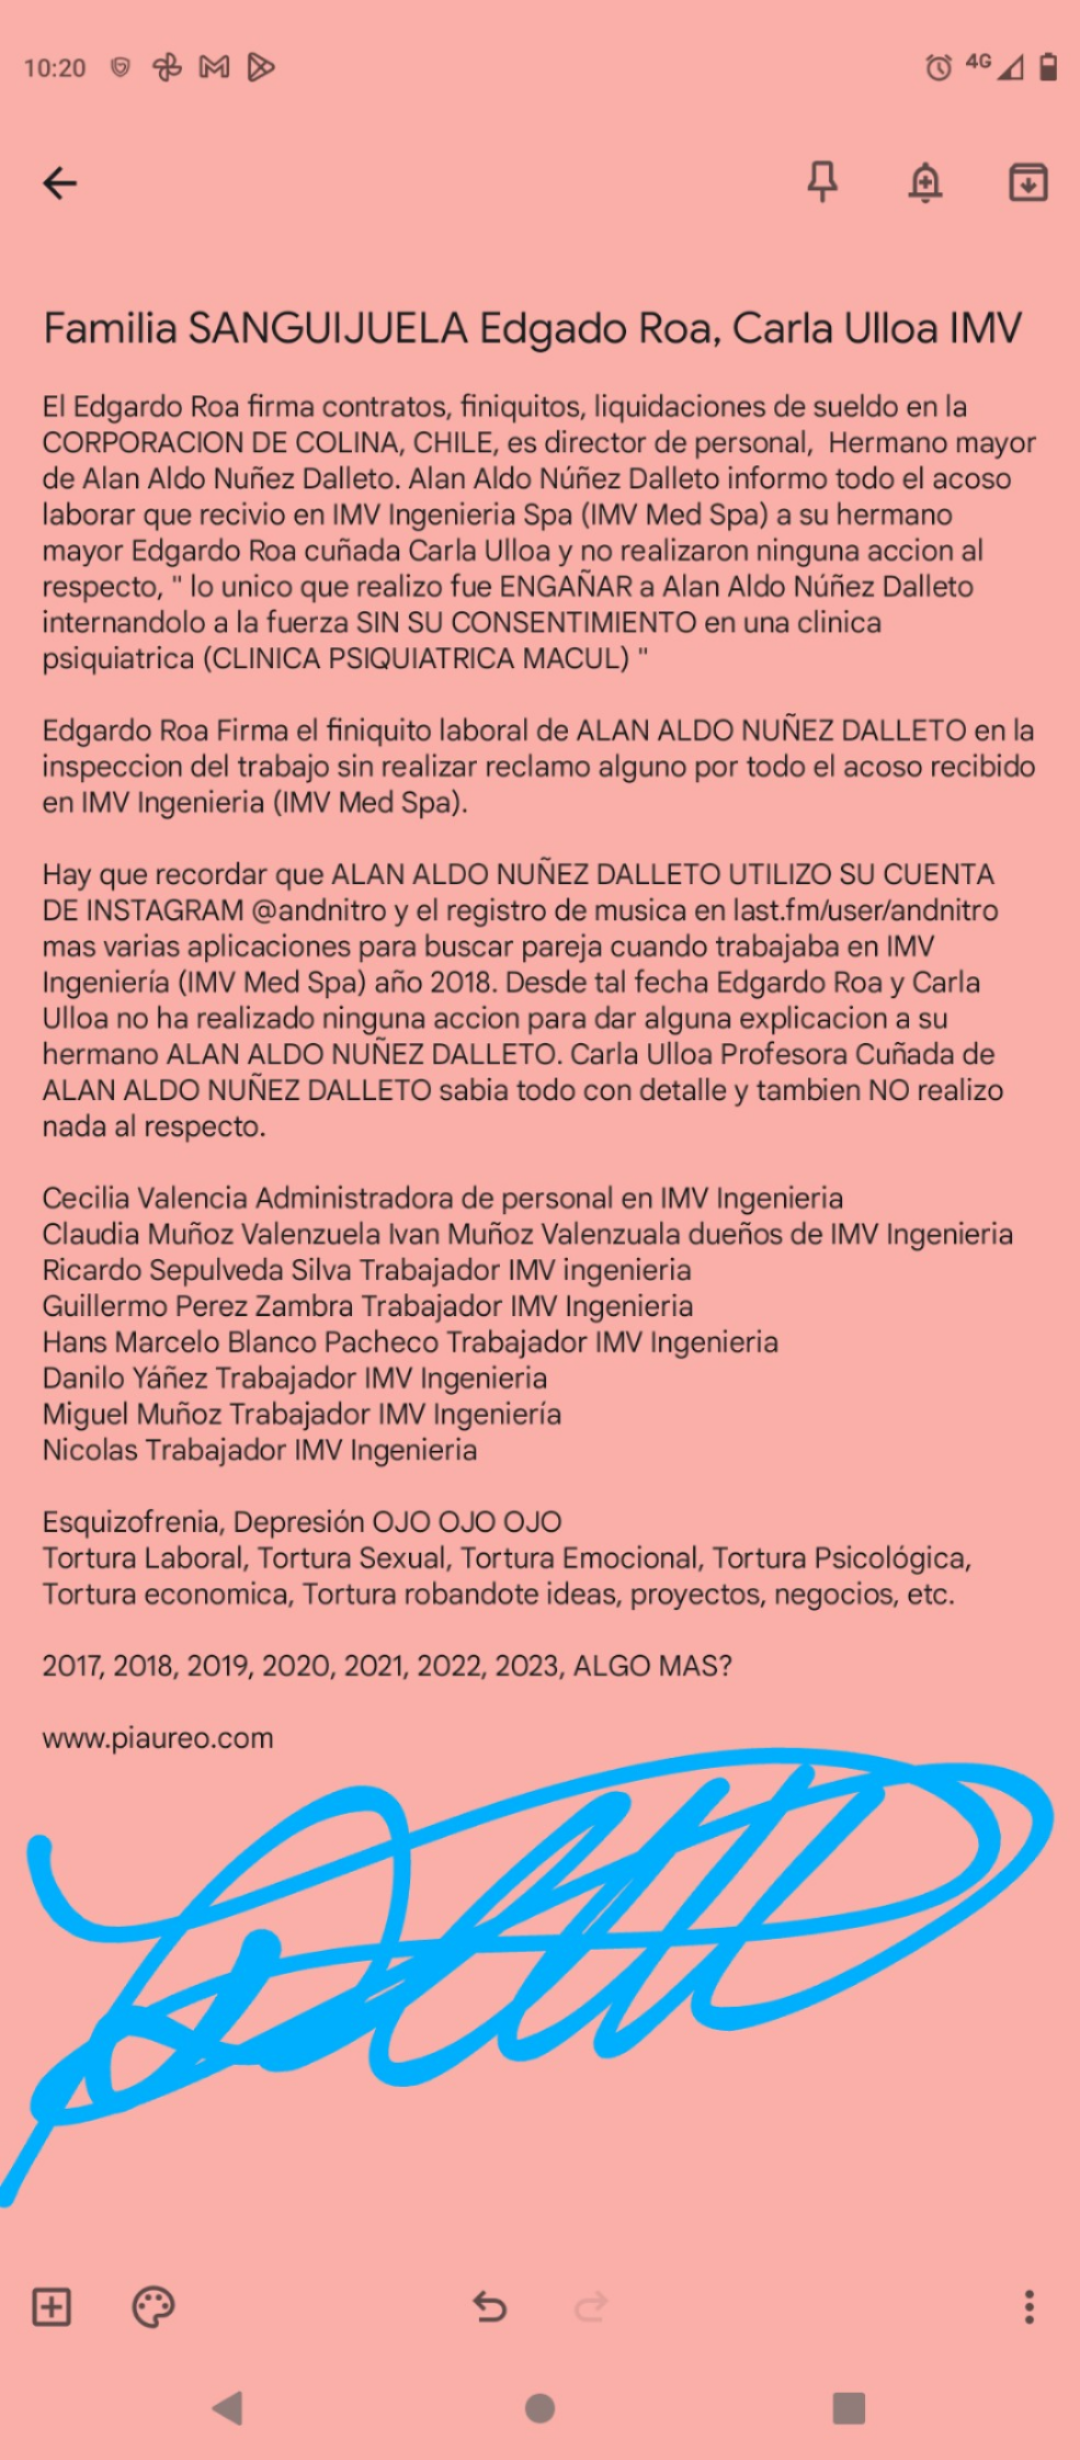 10:20
4G
Familia SANGUIJUELA Edgado Roa, Carla Ulloa IMV
El Edgardo Roa firma contratos, finiquitos, liquidaciones de sueldo en la
CORPORACION DE COLINA, CHILE, es director de personal,  Hermano mayor
de Alan Aldo Nuñez Dalleto. Alan Aldo Núñez Dalleto informo todo el acoso
laborar que recivio en IMV Ingenieria Spa (IMV Med Spa) a su hermano
mayor Edgardo Roa cuñada Carla Ulloa y no realizaron ninguna accion al
respecto, " lo unico que realizo fue ENGAÑAR a Alan Aldo Núñez Dalleto
internandolo a la fuerza SIN SU CONSENTIMIENTO en una clinica
psiquiatrica (CLINICA PSIQUIATRICA MACUL) "
Edgardo Roa Firma el finiquito laboral de ALAN ALDO NUÑEZ DALLETO en la
inspeccion del trabajo sin realizar reclamo alguno por todo el acoso recibido
en IMV Ingenieria (IMV Med Spa).
Hay que recordar que ALAN ALDO NUÑEZ DALLETO UTILIZO SU CUENTA
DE INSTAGRAM @andnitro y el registro de musica en last.fm/user/andnitro
mas varias aplicaciones para buscar pareja cuando trabajaba en IMV
Ingeniería (IMV Med Spa) año 2018. Desde tal fecha Edgardo Roa y Carla
Ulloa no ha realizado ninguna accion para dar alguna explicacion a su
hermano ALAN ALDO NUÑEZ DALLETO. Carla Ulloa Profesora Cuñada de
ALAN ALDO NUÑEZ DALLETO sabia todo con detalle y tambien NO realizo
nada al respecto.
Cecilia Valencia Administradora de personal en IMV Ingenieria
Claudia Muñoz Valenzuela Ivan Muñoz Valenzuala dueños de IMV Ingenieria
Ricardo Sepulveda Silva Trabajador IMV ingenieria
Guillermo Perez Zambra Trabajador IMV Ingenieria
Hans Marcelo Blanco Pacheco Trabajador IMV Ingenieria
Danilo Yáñez Trabajador IMV Ingenieria
Miguel Muñoz Trabajador IMV Ingeniería
Nicolas Trabajador IMV Ingenieria
Esquizofrenia, Depresión OJO OJO OJO
Tortura Laboral, Tortura Sexual, Tortura Emocional, Tortura Psicológica,
Tortura economica, Tortura robandote ideas, proyectos, negocios, etc.
2017, 2018, 2019, 2020, 2021, 2022, 2023, ALGO MAS?
www.piaureo.com